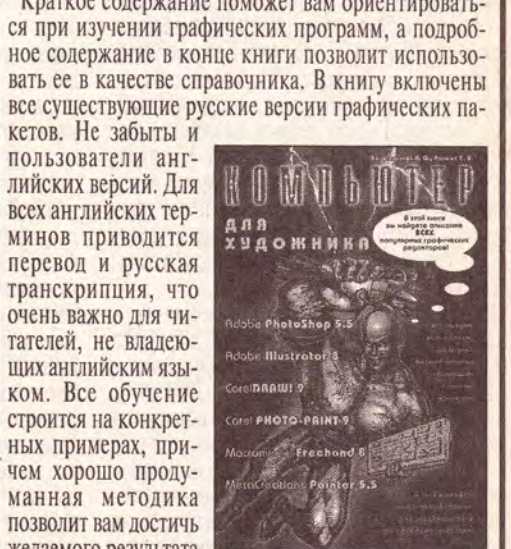 Краткое содержание поможет вам ориентировать-
ся при изучении графических программ, а подроб-
ное содержание в конце книги позволит использо-
вать ее в качестве справочника. В книгу включены
все существующие русские версии графических па-
кетов. Не забыты и
пользователи анг-
лийских версий. Для
всех английских тер-
минов приводится
перевод и русская
транскрипция, что
очень важно для чи-
тателей, не владею-
щих английским язы-
ком. Все обучение
строится на конкрет-
ных примерах, при-
чем хорошо проду-
манная методика
позволит вам достичь
желаемого результата
КОМПЬЮТЕР
ДЛЯ
ХУДОЖНИКА
В этой книге
вы найдете описание
ВСЕХ
популярных графических
редакторов!
Adobe PhotoShop 5.5
Adobe Illustrator 8
CorelDRAW! 9
Corel PHOTO-PAINT 9
Macromedia Freehand 8
MetaCreations Painter 5.5